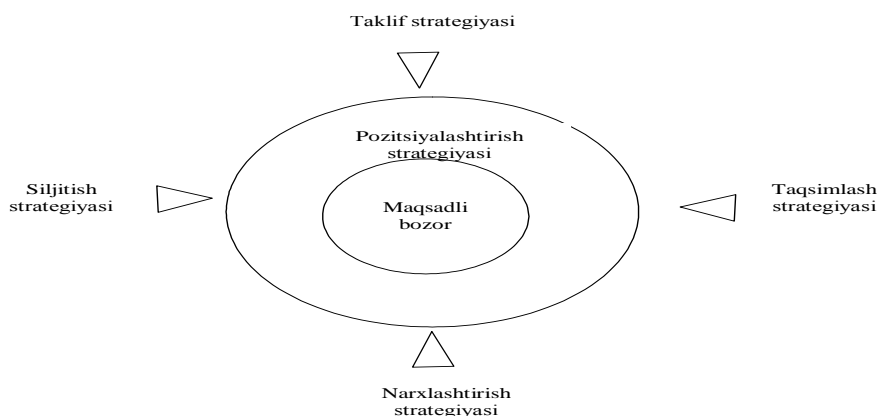 Taklif strategiyasi
Pozitsiyalashtirish
strategiyasi
Siljitish
strategiyasi
Maqsadli
bozor
Taqsimlash
strategiyasi
Narxlashtirish
strategiyasi